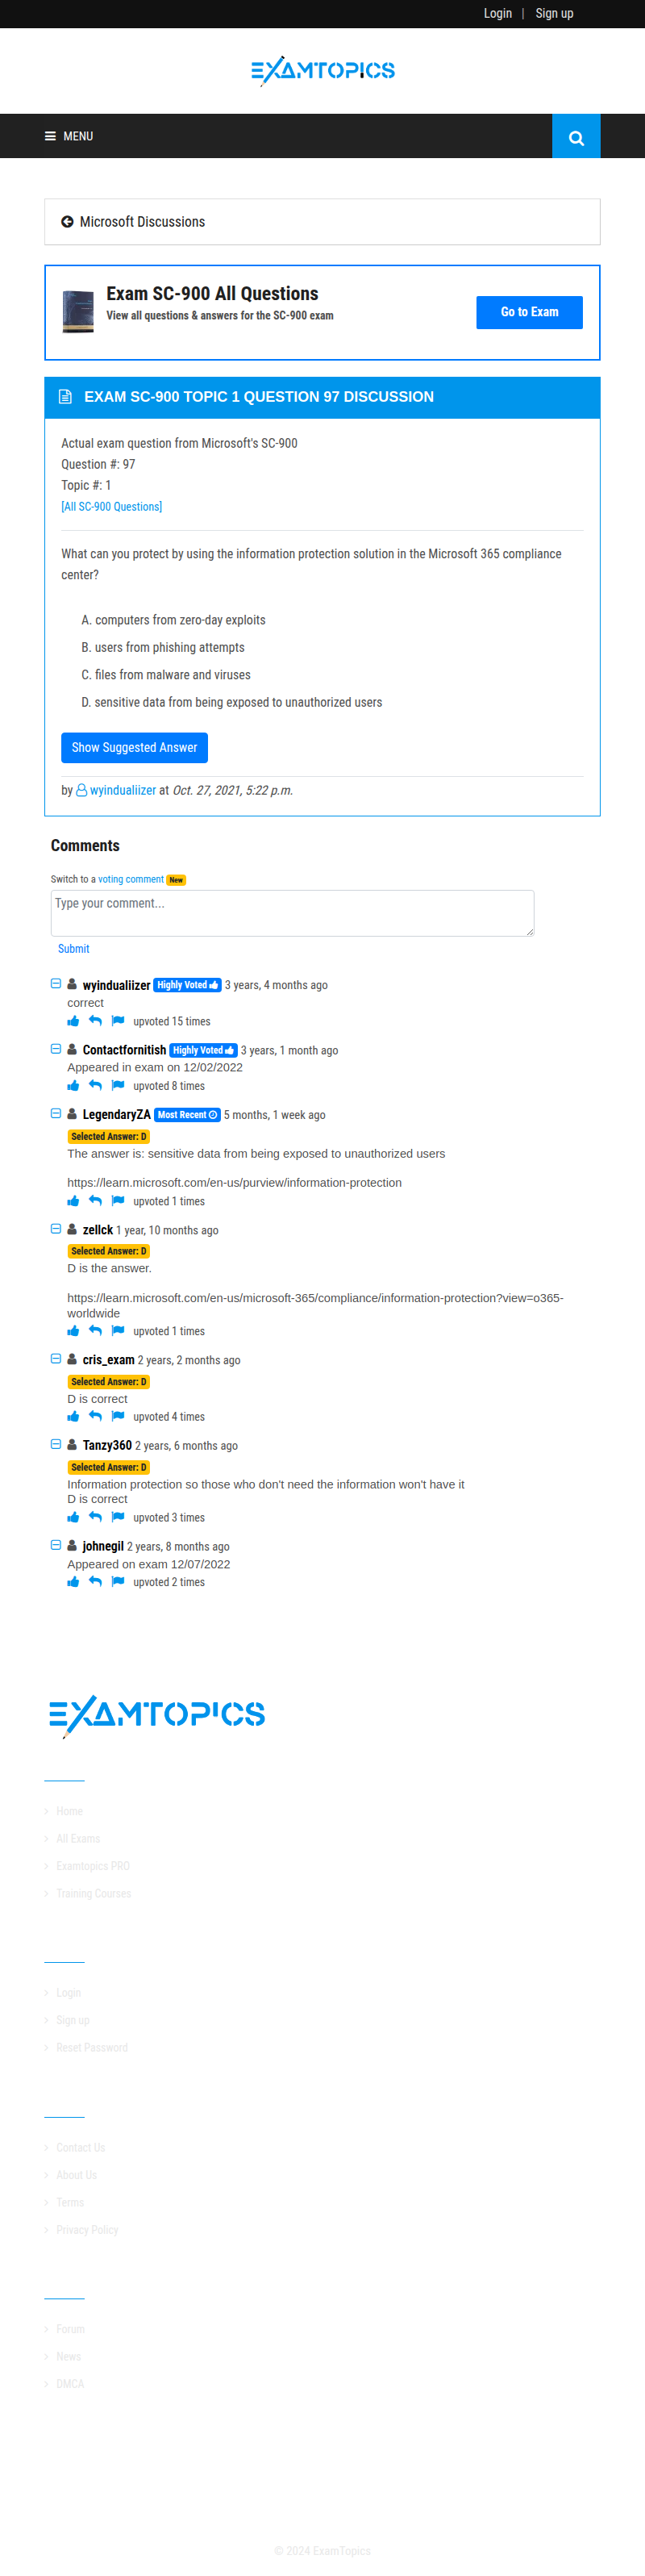 Login | Sign up
EXAMTOPICS
MENU
Microsoft Discussions
Exam SC-900 All Questions
View all questions & answers for the SC-900 exam
Go to Exam
EXAM SC-900 TOPIC 1 QUESTION 97 DISCUSSION
Actual exam question from Microsoft's SC-900
Question #: 97
Topic #: 1
[All SC-900 Questions]
What can you protect by using the information protection solution in the Microsoft 365 compliance
center?
A. computers from zero-day exploits
B. users from phishing attempts
C. files from malware and viruses
D. sensitive data from being exposed to unauthorized users
Show Suggested Answer
by wyindualiizer at Oct. 27, 2021, 5:22 p.m.
Comments
Switch to a voting comment New
Type your comment...
Submit
wyindualiizer Highly Voted 3 years, 4 months ago
correct
upvoted 15 times
Contactfornitish Highly Voted 3 years, 1 month ago
Appeared in exam on 12/02/2022
upvoted 8 times
LegendaryZA Most Recent 5 months, 1 week ago
Selected Answer: D
The answer is: sensitive data from being exposed to unauthorized users
https://learn.microsoft.com/en-us/purview/information-protection
upvoted 1 times
zellck 1 year, 10 months ago
Selected Answer: D
D is the answer.
https://learn.microsoft.com/en-us/microsoft-365/compliance/information-protection?view=o365-
worldwide
upvoted 1 times
cris_exam 2 years, 2 months ago
Selected Answer: D
D is correct
upvoted 4 times
Tanzy360 2 years, 6 months ago
Selected Answer: D
Information protection so those who don't need the information won't have it
D is correct
upvoted 3 times
johnegil 2 years, 8 months ago
Appeared on exam 12/07/2022
upvoted 2 times
EXAMTOPICS
Home
All Exams
Examtopics PRO
Training Courses
Login
Sign up
Reset Password
Contact Us
About Us
Terms
Privacy Policy
Forum
News
DMCA
© 2024 ExamTopics